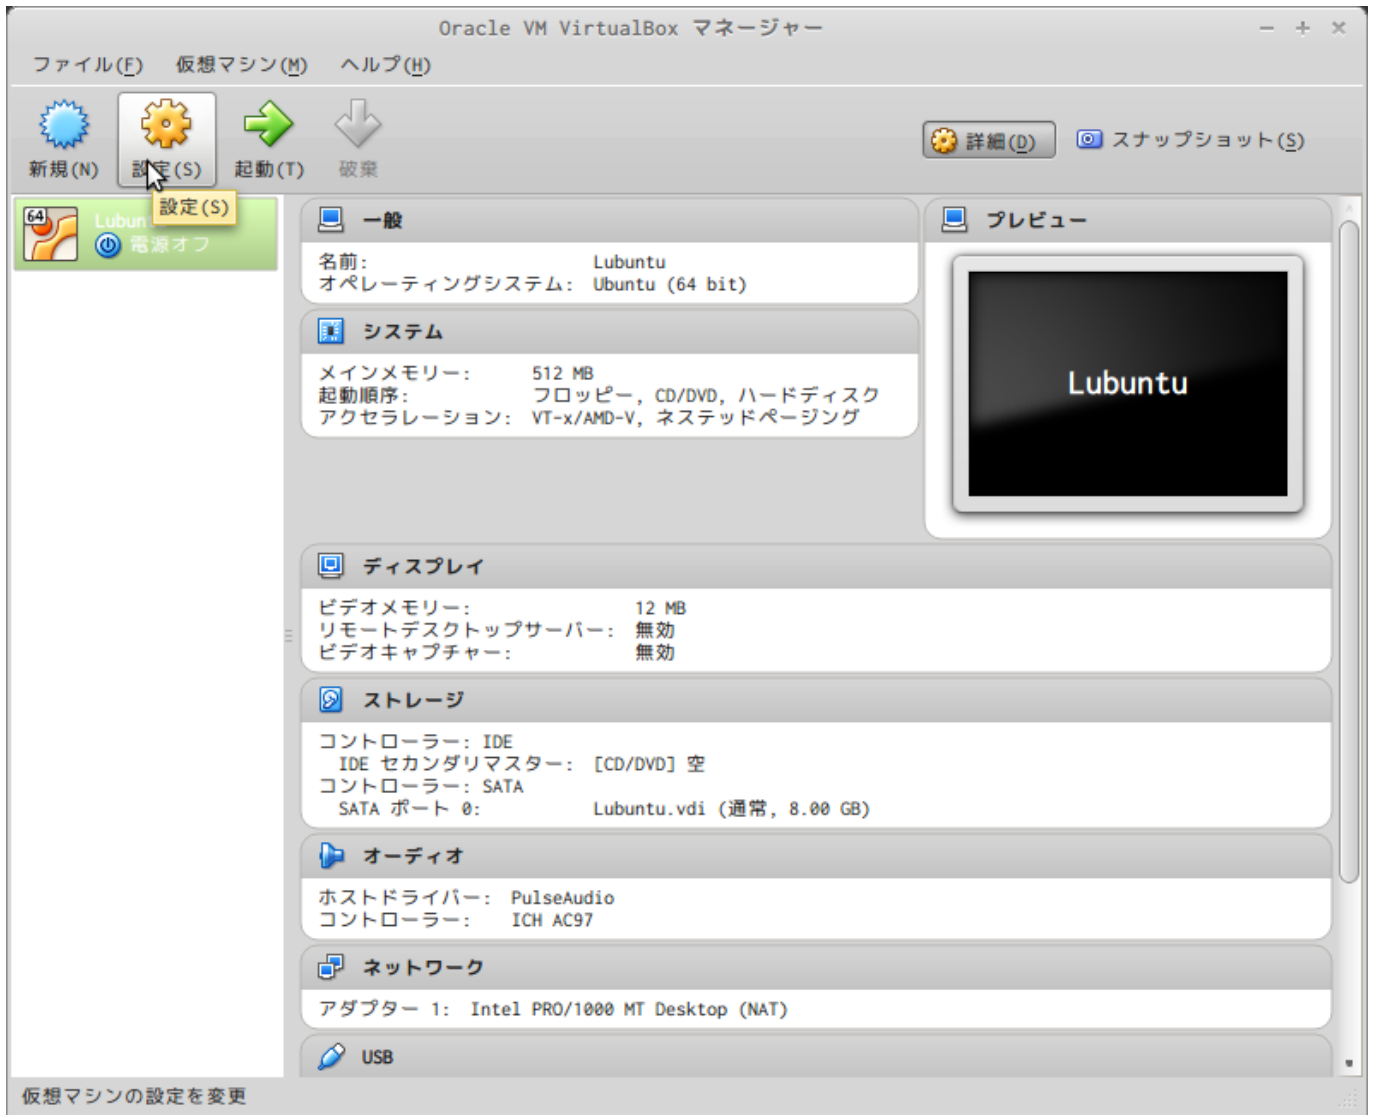 Oracle VM VirtualBox マネージャー
ファイル(F) 仮想マシン(M) ヘルプ(H)
新規(N) 設定(S) 起動(T) 破棄
詳細(D) スナップショット(S)
設定(S)
64
電源オフ
一般
名前: Lubuntu
オペレーティングシステム: Ubuntu (64 bit)
システム
メインメモリー: 512 MB
起動順序: フロッピー, CD/DVD, ハードディスク
アクセラレーション: VT-x/AMD-V, ネステッドページング
プレビュー
Lubuntu
ディスプレイ
ビデオメモリー: 12 MB
リモートデスクトップサーバー: 無効
ビデオキャプチャー: 無効
ストレージ
コントローラー: IDE
IDE セカンダリマスター: [CD/DVD] 空
コントローラー: SATA
SATA ポート 0: Lubuntu.vdi (通常, 8.00 GB)
オーディオ
ホストドライバー: PulseAudio
コントローラー: ICH AC97
ネットワーク
アダプター 1: Intel PRO/1000 MT Desktop (NAT)
USB
仮想マシンの設定を変更